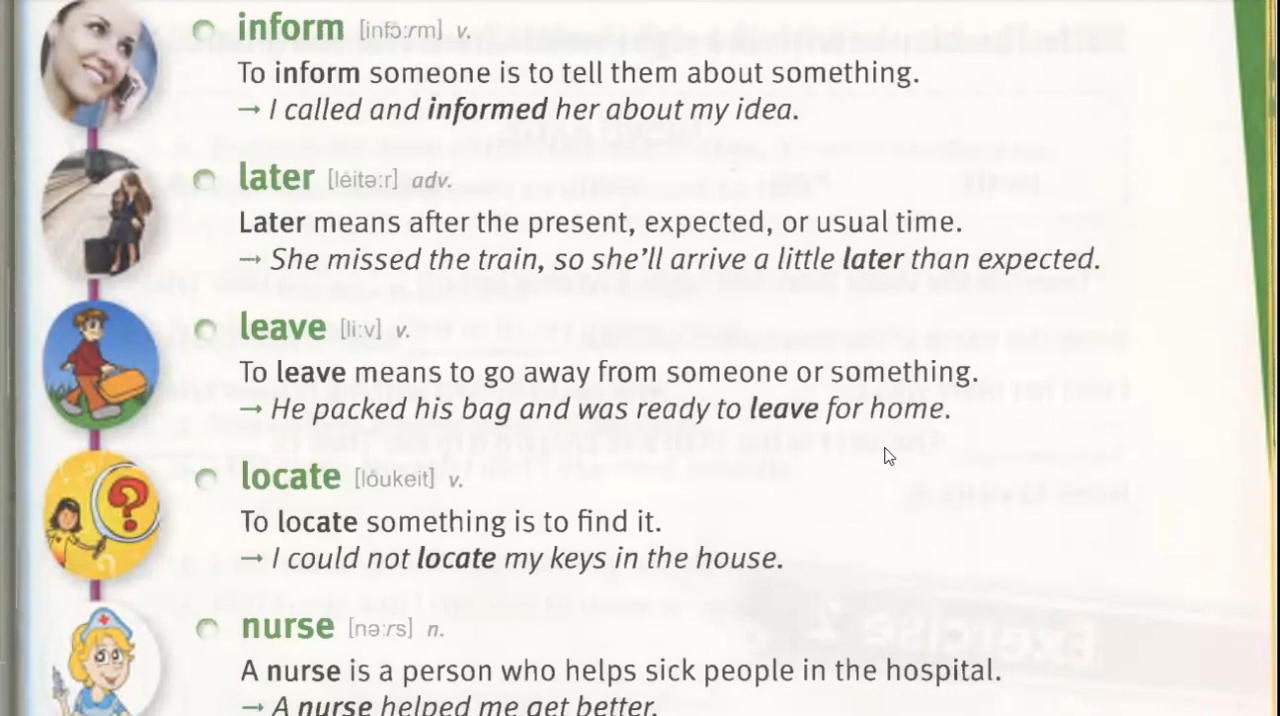 inform [infɔ́ːrm] v.
To inform someone is to tell them about something.
→ I called and informed her about my idea.
later [léitəːr] adv.
Later means after the present, expected, or usual time.
→ She missed the train, so she’ll arrive a little later than expected.
leave [liːv] v.
To leave means to go away from someone or something.
→ He packed his bag and was ready to leave for home.
locate [lóukeit] v.
To locate something is to find it.
→ I could not locate my keys in the house.
nurse [nəːrs] n.
A nurse is a person who helps sick people in the hospital.
→ A nurse helped me get better.